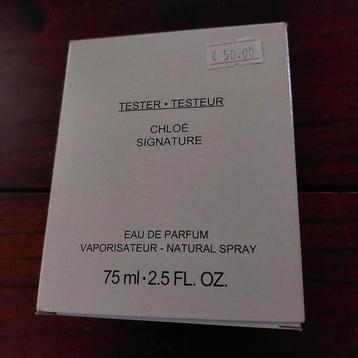 € 50.00
TESTER • TESTEUR
CHLOÉ
SIGNATURE
EAU DE PARFUM
VAPORISATEUR - NATURAL SPRAY
75 ml · 2.5 FL. OZ.